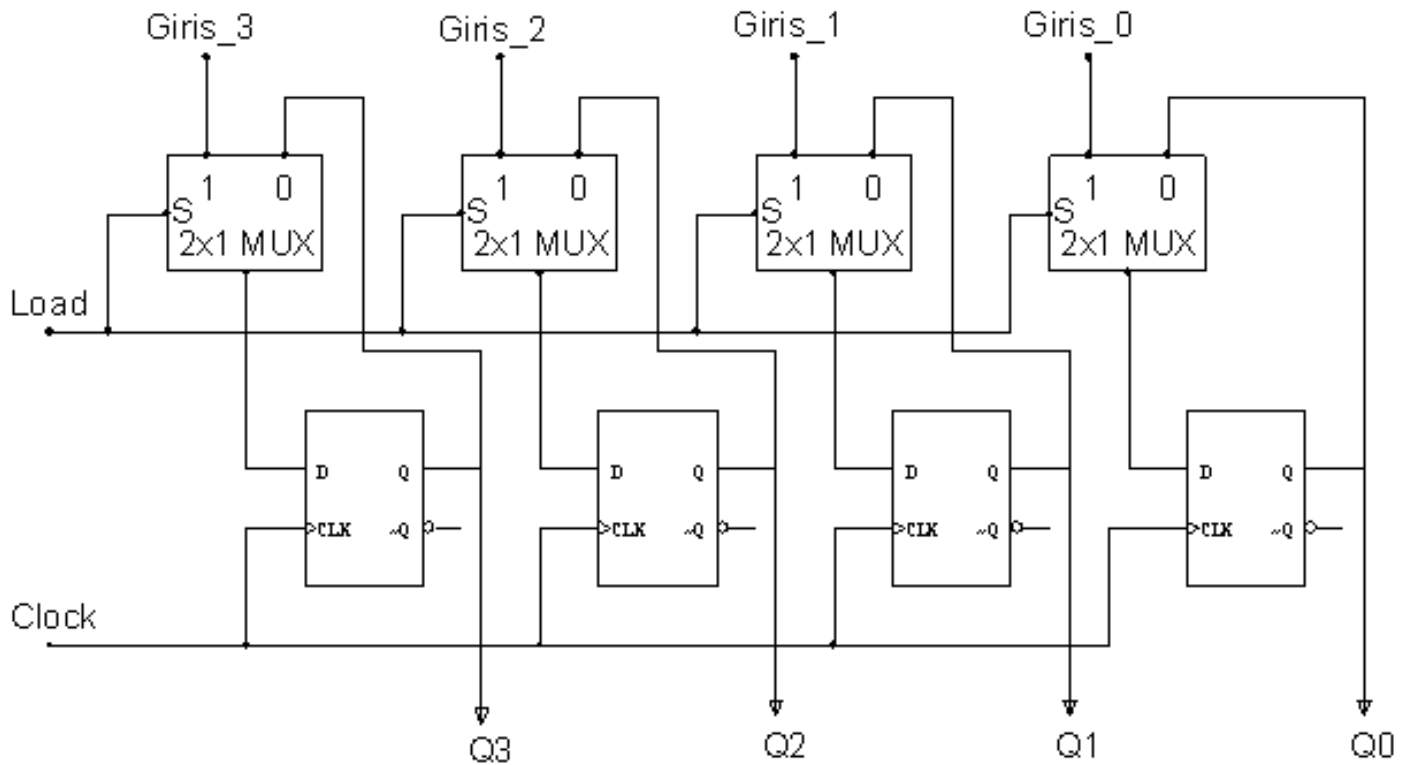 Giris_3 Giris_2 Giris_1 Giris_0
1 0 1 0 1 0 1 0
S S S S
2x1 MUX 2x1 MUX 2x1 MUX 2x1 MUX
Load
D Q D Q D Q D Q
CLK ~Q CLK ~Q CLK ~Q CLK ~Q
Clock
Q3 Q2 Q1 Q0